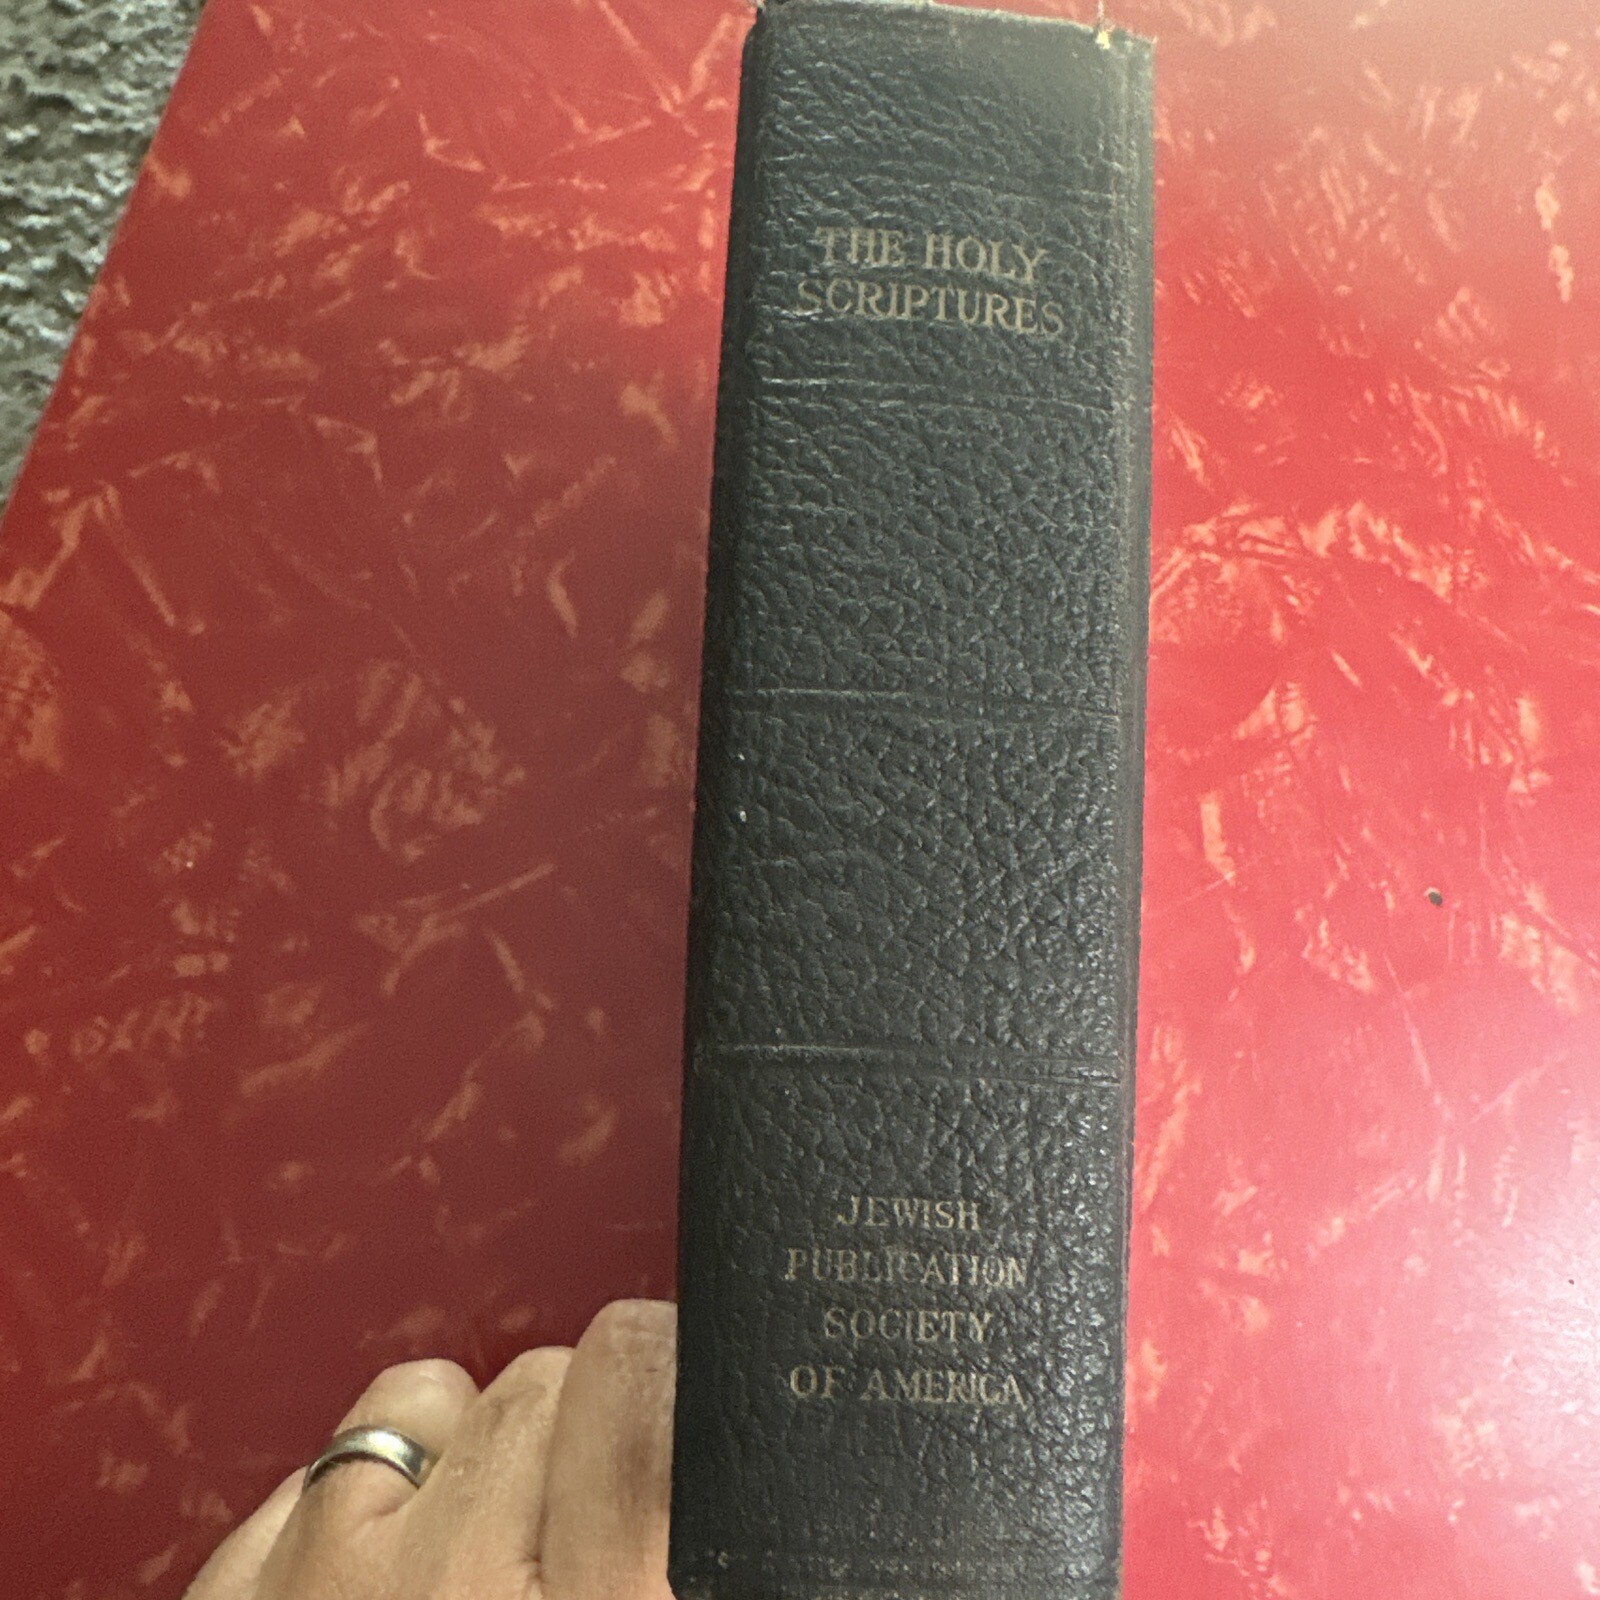 THE HOLY
SCRIPTURES
JEWISH
PUBLICATION
SOCIETY
OF AMERICA